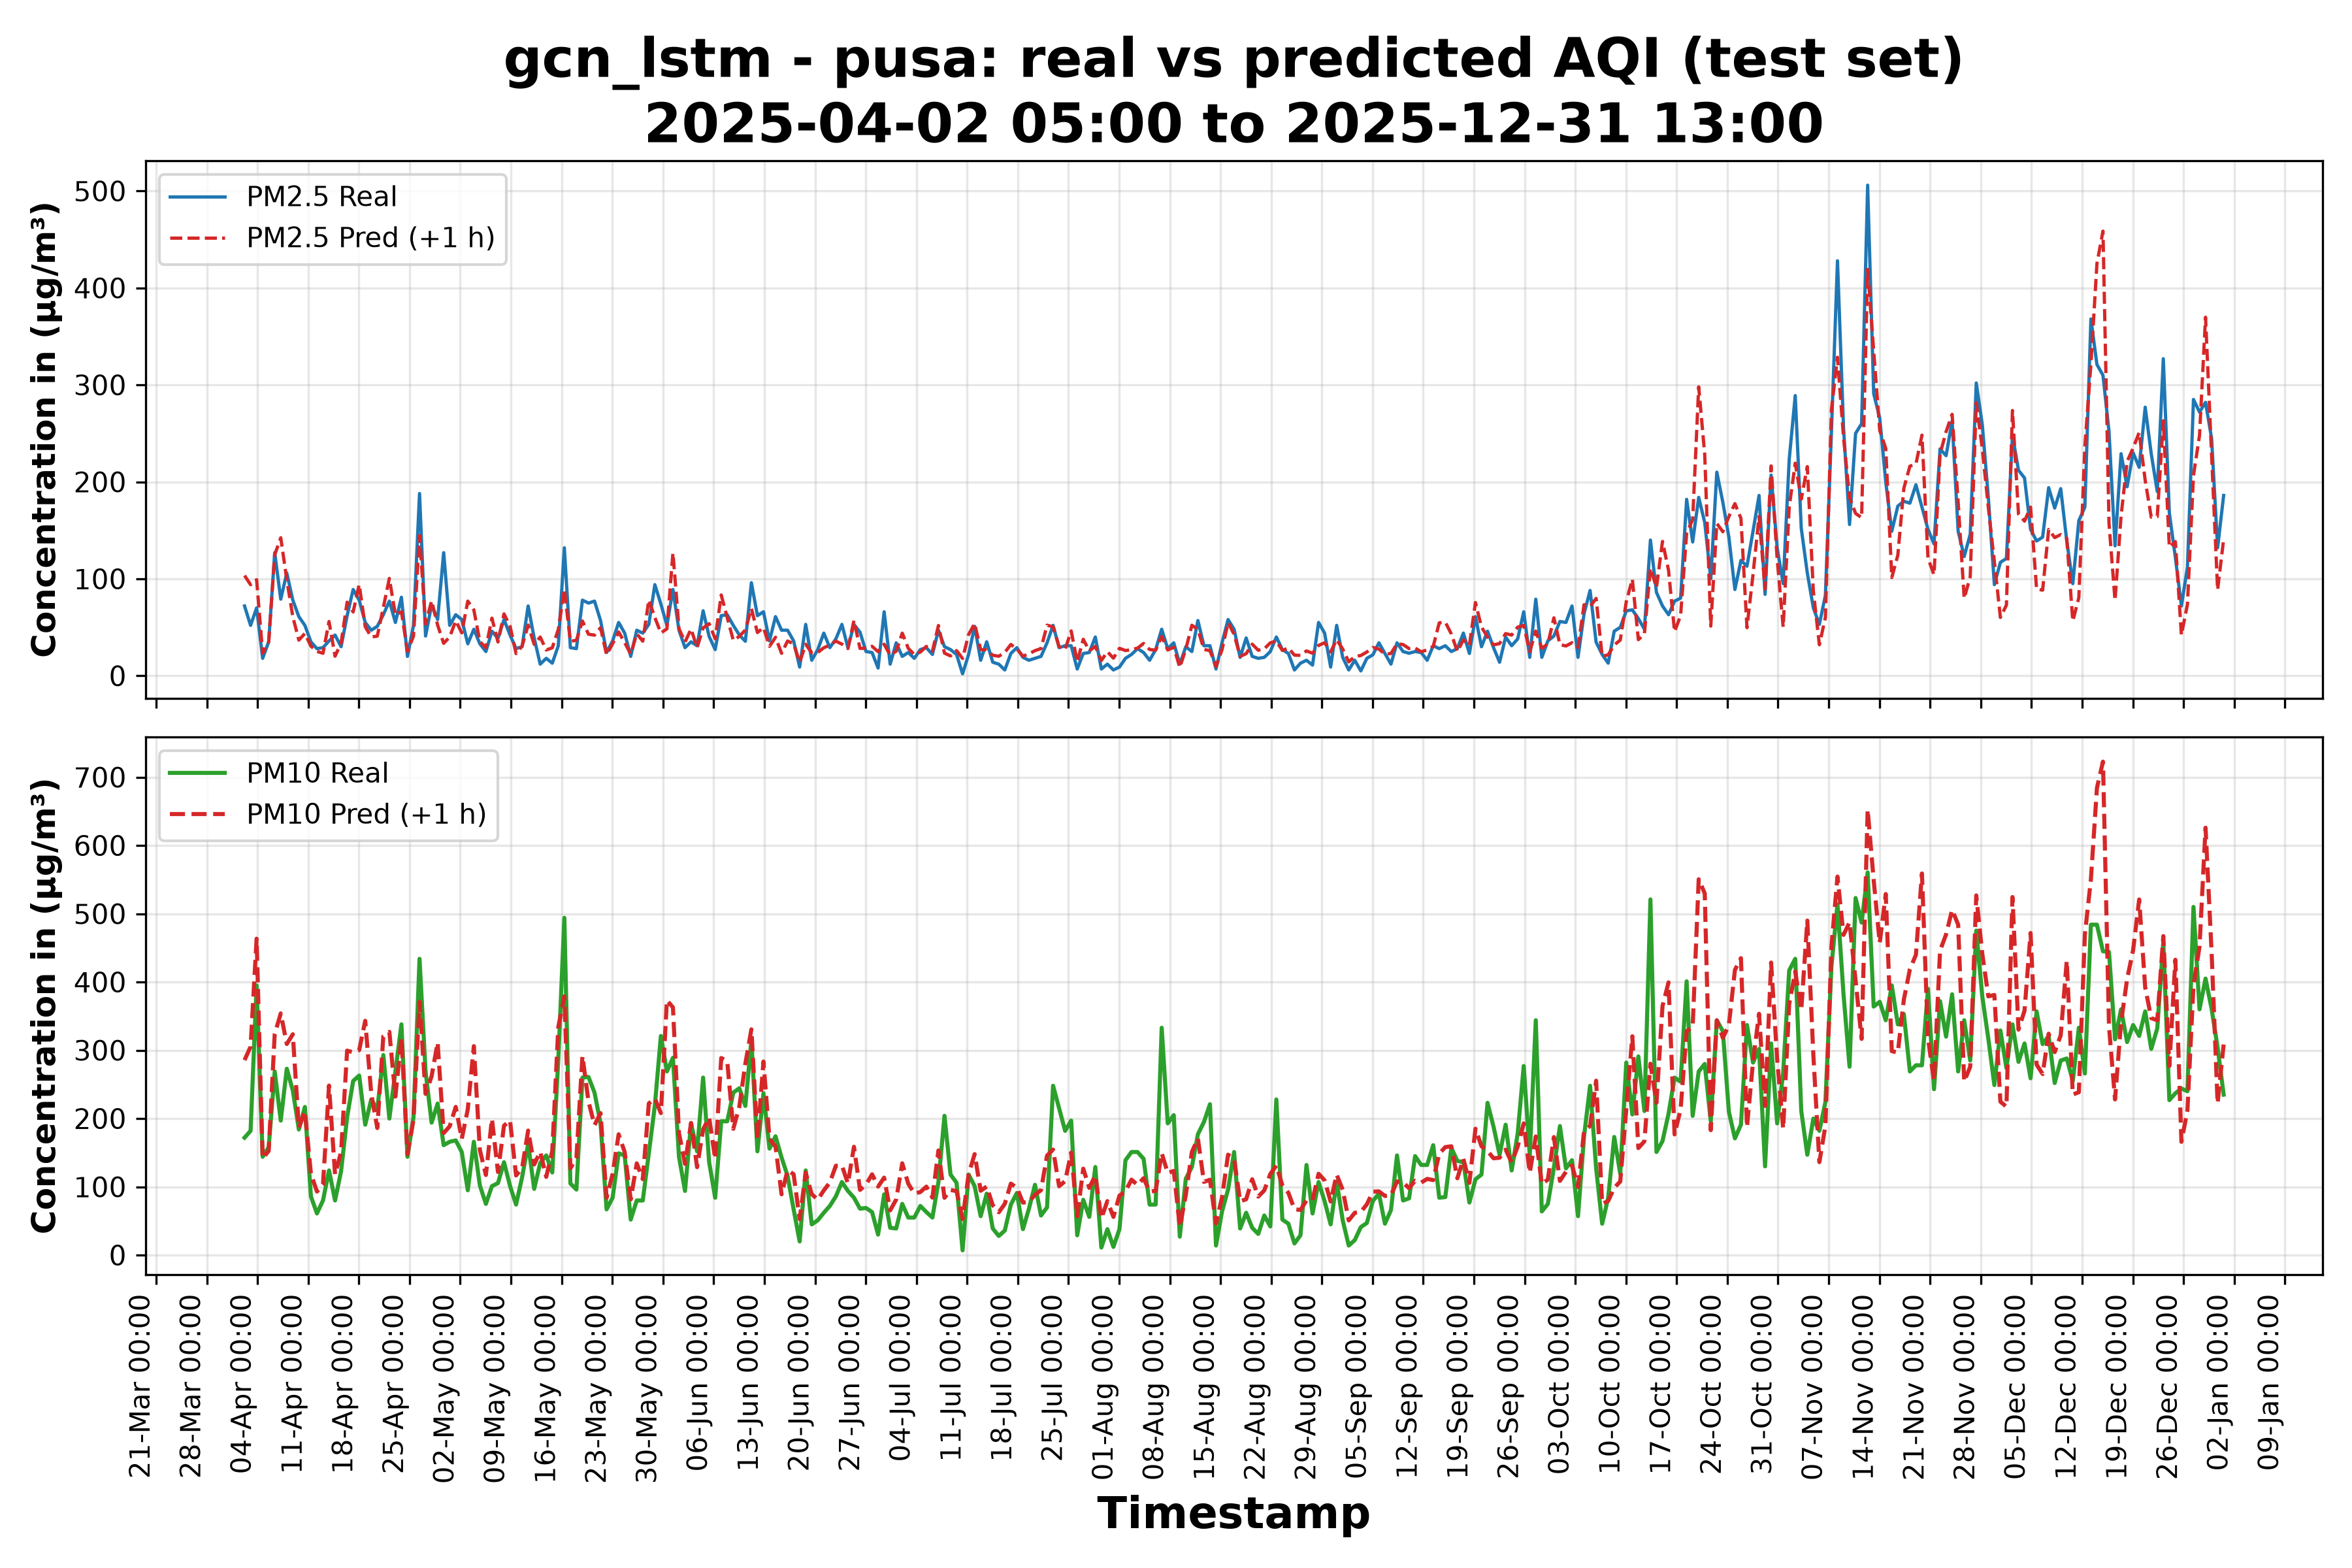 gcn_lstm - pusa: real vs predicted AQI (test set)
2025-04-02 05:00 to 2025-12-31 13:00
Concentration in (µg/m³)
500
400
300
200
100
0
PM2.5 Real
PM2.5 Pred (+1 h)
Concentration in (µg/m³)
700
600
500
400
300
200
100
0
PM10 Real
PM10 Pred (+1 h)
21-Mar 00:00
28-Mar 00:00
04-Apr 00:00
11-Apr 00:00
18-Apr 00:00
25-Apr 00:00
02-May 00:00
09-May 00:00
16-May 00:00
23-May 00:00
30-May 00:00
06-Jun 00:00
13-Jun 00:00
20-Jun 00:00
27-Jun 00:00
04-Jul 00:00
11-Jul 00:00
18-Jul 00:00
25-Jul 00:00
01-Aug 00:00
08-Aug 00:00
15-Aug 00:00
22-Aug 00:00
29-Aug 00:00
05-Sep 00:00
12-Sep 00:00
19-Sep 00:00
26-Sep 00:00
03-Oct 00:00
10-Oct 00:00
17-Oct 00:00
24-Oct 00:00
31-Oct 00:00
07-Nov 00:00
14-Nov 00:00
21-Nov 00:00
28-Nov 00:00
05-Dec 00:00
12-Dec 00:00
19-Dec 00:00
26-Dec 00:00
02-Jan 00:00
09-Jan 00:00
Timestamp